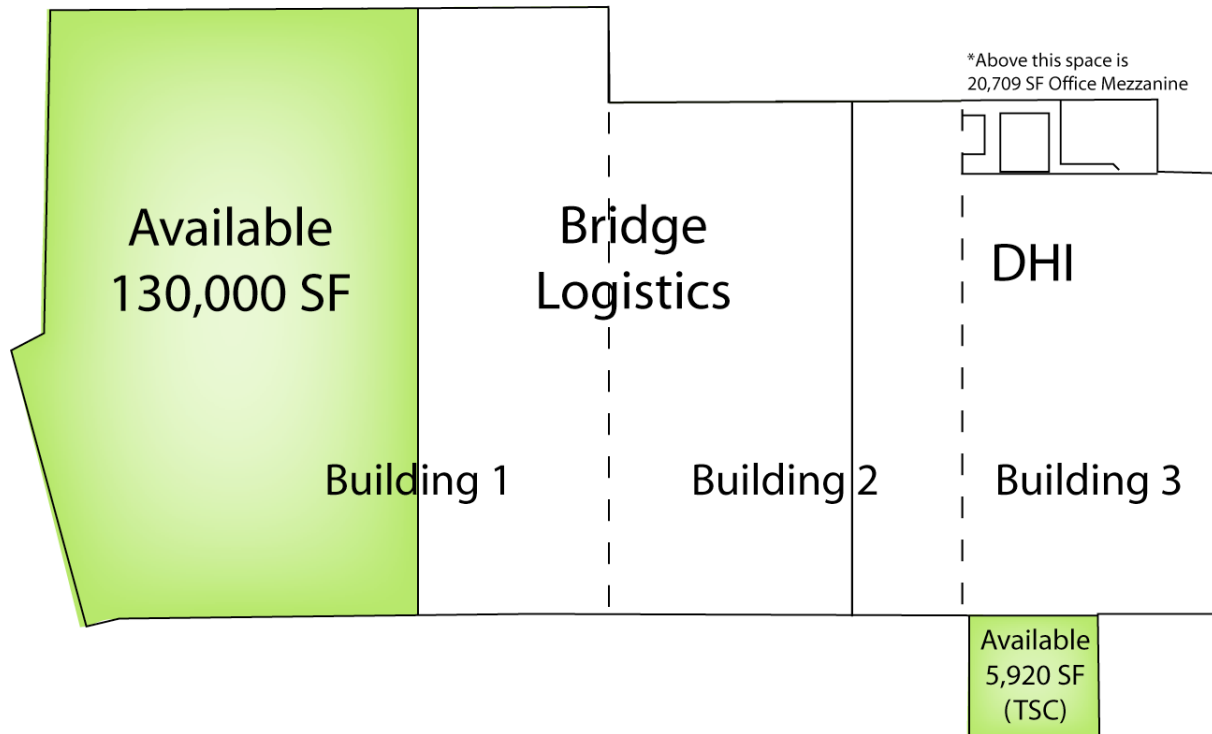 *Above this space is
20,709 SF Office Mezzanine
Available
130,000 SF
Bridge
Logistics
DHI
Building 1
Building 2
Building 3
Available
5,920 SF
(TSC)